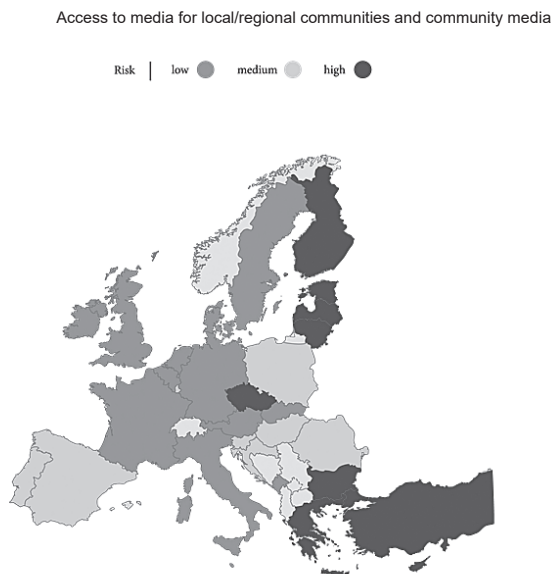 Access to media for local/regional communities and community media
Risk | low medium high